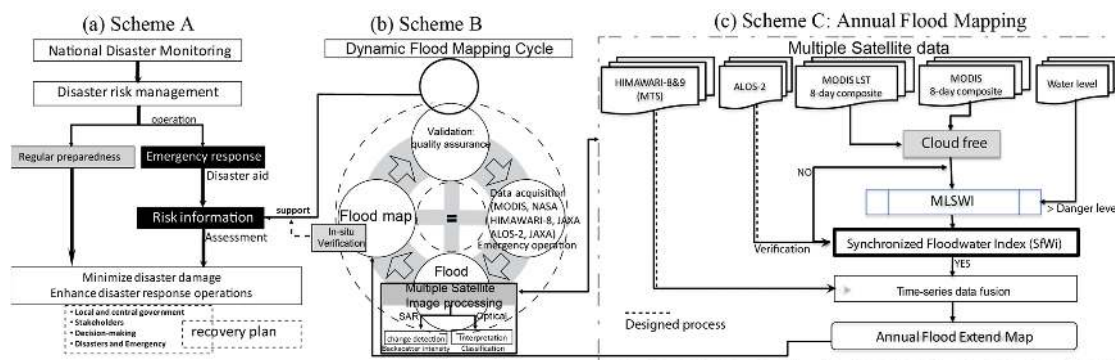 (a) Scheme A
National Disaster Monitoring
Disaster risk management
operation
Regular preparedness
Emergency response
Disaster aid
Risk information
Assessment
Minimize disaster damage
Enhance disaster response operations
• Local and central government
• Stakeholders
• Decision-making
• Disasters and Emergency
recovery plan
(b) Scheme B
Dynamic Flood Mapping Cycle
Validation:
quality assurance
support
Flood map
In-situ
Verification
=
Data acquisition
(MODIS, NASA
HIMAWARI-8, JAXA
ALOS-2, JAXA)
Emergency operation
Flood
Multiple Satellite
Image processing
SAR
Optical
change detection
Backscatter intensity
Tinterpretation
Classification
(c) Scheme C: Annual Flood Mapping
Multiple Satellite data
HIMAWARI-8&9
(MTS)
ALOS-2
MODIS LST
8-day composite
MODIS
8-day composite
Water level
Cloud free
NO
MLSWI
> Danger level
Verification
Synchronized Floodwater Index (SfWi)
YES
Time-series data fusion
Designed process
Annual Flood Extend Map